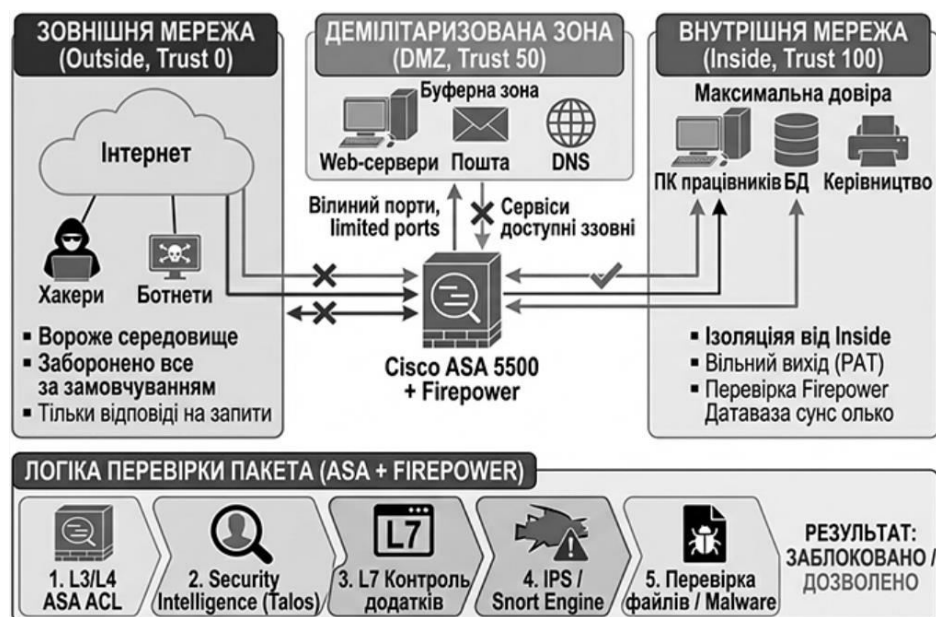 ЗОВНІШНЯ МЕРЕЖА
(Outside, Trust 0)
Інтернет
Хакери
Ботнети
▪ Вороже середовище
▪ Заборонено все
за замовчуванням
▪ Тільки відповіді на запити
ДЕМІЛІТАРИЗОВАНА ЗОНА
(DMZ, Trust 50)
Буферна зона
Web-сервери
Пошта
DNS
Вілиний порти,
limited ports
Сервіси
доступні ззовні
Cisco ASA 5500
+ Firepower
ВНУТРІШНЯ МЕРЕЖА
(Inside, Trust 100)
Максимальна довіра
ПК працівників
БД
Керівництво
▪ Ізоляціяя від Inside
▪ Вільний вихід (PAT)
▪ Перевірка Firepower
Датаваза сунс олько
ЛОГІКА ПЕРЕВІРКИ ПАКЕТА (ASA + FIREPOWER)
1. L3/L4
ASA ACL
2. Security
Intelligence (Talos)
L7
3. L7 Контроль
додатків
4. IPS /
Snort Engine
5. Перевірка
файлів / Malware
РЕЗУЛЬТАТ:
ЗАБЛОКОВАНО /
ДОЗВОЛЕНО